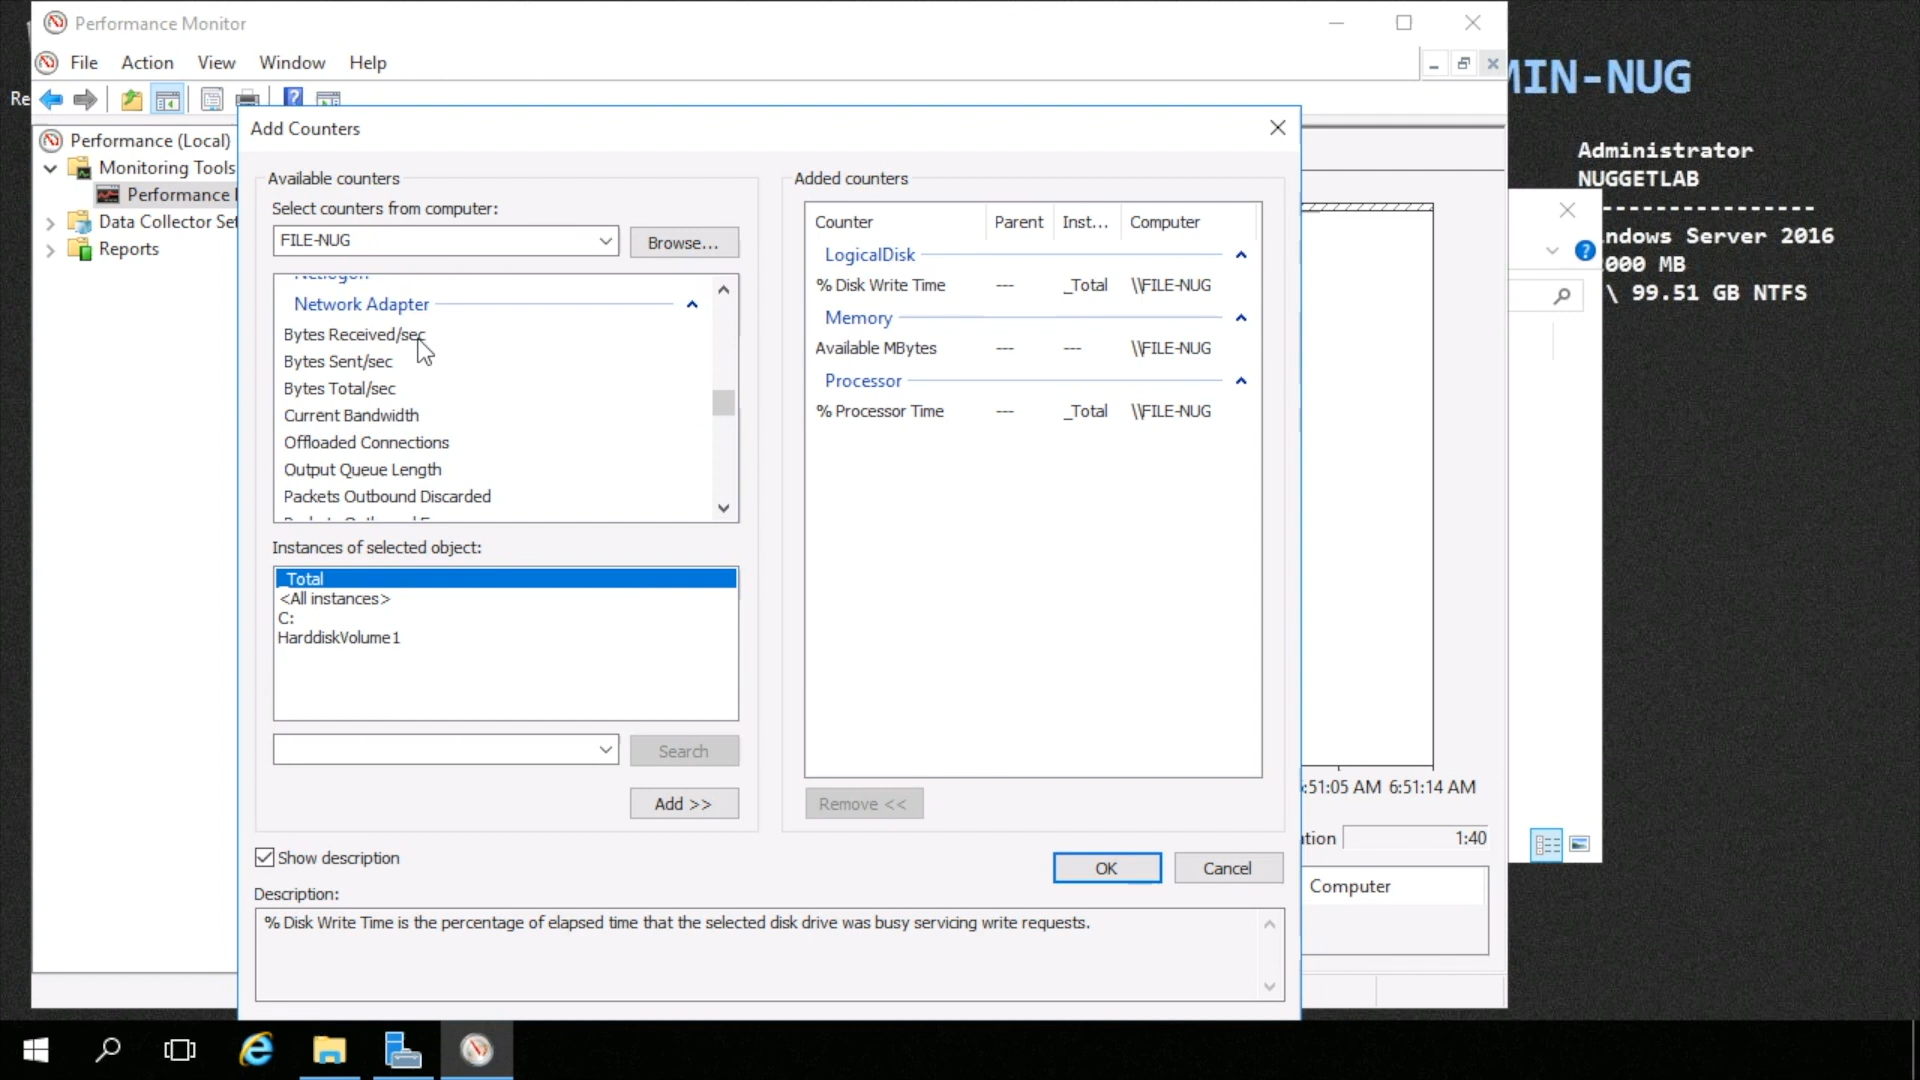 Performance Monitor
File Action View Window Help
Re
MIN-NUG
Administrator
NUGGETLAB
----------------
ndows Server 2016
000 MB
\ 99.51 GB NTFS
Performance (Local)
Monitoring Tools
Performance
Data Collector Set
Reports
Add Counters
Available counters
Select counters from computer:
FILE-NUG
Browse...
Netlogon
Network Adapter
Bytes Received/sec
Bytes Sent/sec
Bytes Total/sec
Current Bandwidth
Offloaded Connections
Output Queue Length
Packets Outbound Discarded
Instances of selected object:
_Total
<All instances>
C:
HarddiskVolume1
Search
Add >>
Added counters
Counter Parent Inst... Computer
LogicalDisk
% Disk Write Time --- _Total \\FILE-NUG
Memory
Available MBytes --- --- \\FILE-NUG
Processor
% Processor Time --- _Total \\FILE-NUG
Remove <<
Show description
OK
Cancel
Description:
% Disk Write Time is the percentage of elapsed time that the selected disk drive was busy servicing write requests.
:51:05 AM 6:51:14 AM
ation 1:40
Computer